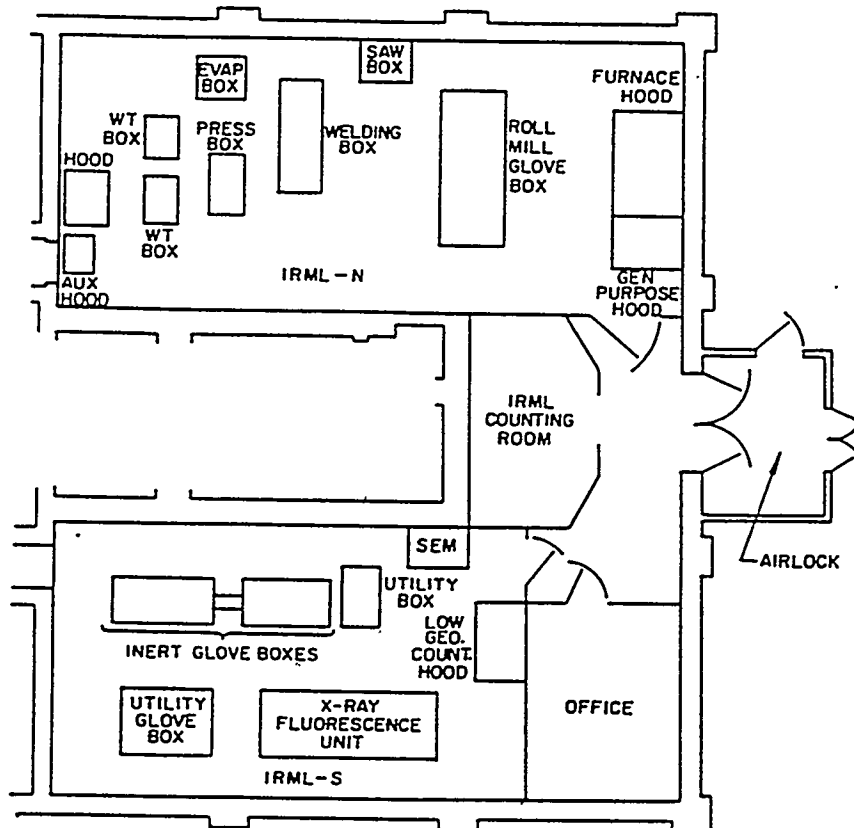 SAW
BOX
EVAP
BOX
FURNACE
HOOD
WT
BOX
PRESS
BOX
WELDING
BOX
ROLL
MILL
GLOVE
BOX
HOOD
WT
BOX
AUX
HOOD
IRML-N
GEN
PURPOSE
HOOD
IRML
COUNTING
ROOM
AIRLOCK
SEM
UTILITY
BOX
INERT GLOVE BOXES
LOW
GEO.
COUNT.
HOOD
UTILITY
GLOVE
BOX
X-RAY
FLUORESCENCE
UNIT
OFFICE
IRML-S